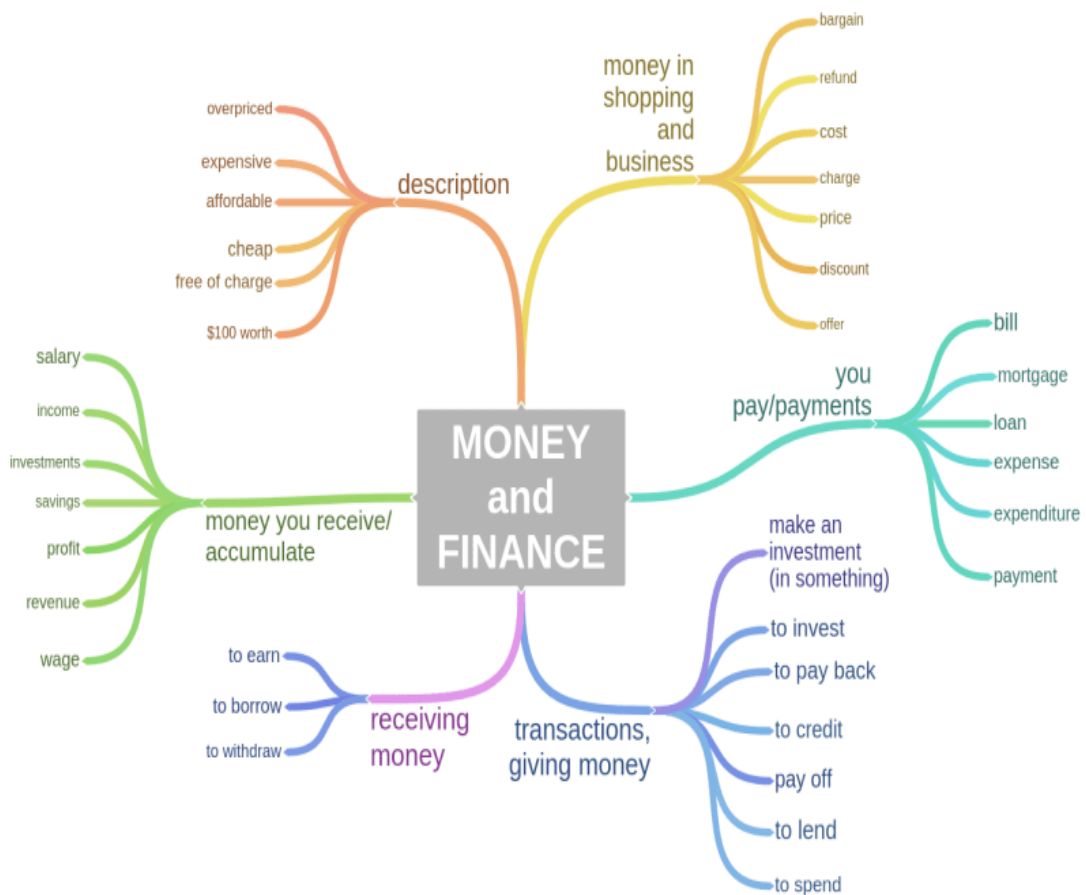 MONEY
and
FINANCE
description
overpriced
expensive
affordable
cheap
free of charge
$100 worth
money in
shopping
and
business
bargain
refund
cost
charge
price
discount
offer
you
pay/payments
bill
mortgage
loan
expense
expenditure
payment
money you receive/
accumulate
salary
income
investments
savings
profit
revenue
wage
receiving
money
to earn
to borrow
to withdraw
transactions,
giving money
make an
investment
(in something)
to invest
to pay back
to credit
pay off
to lend
to spend